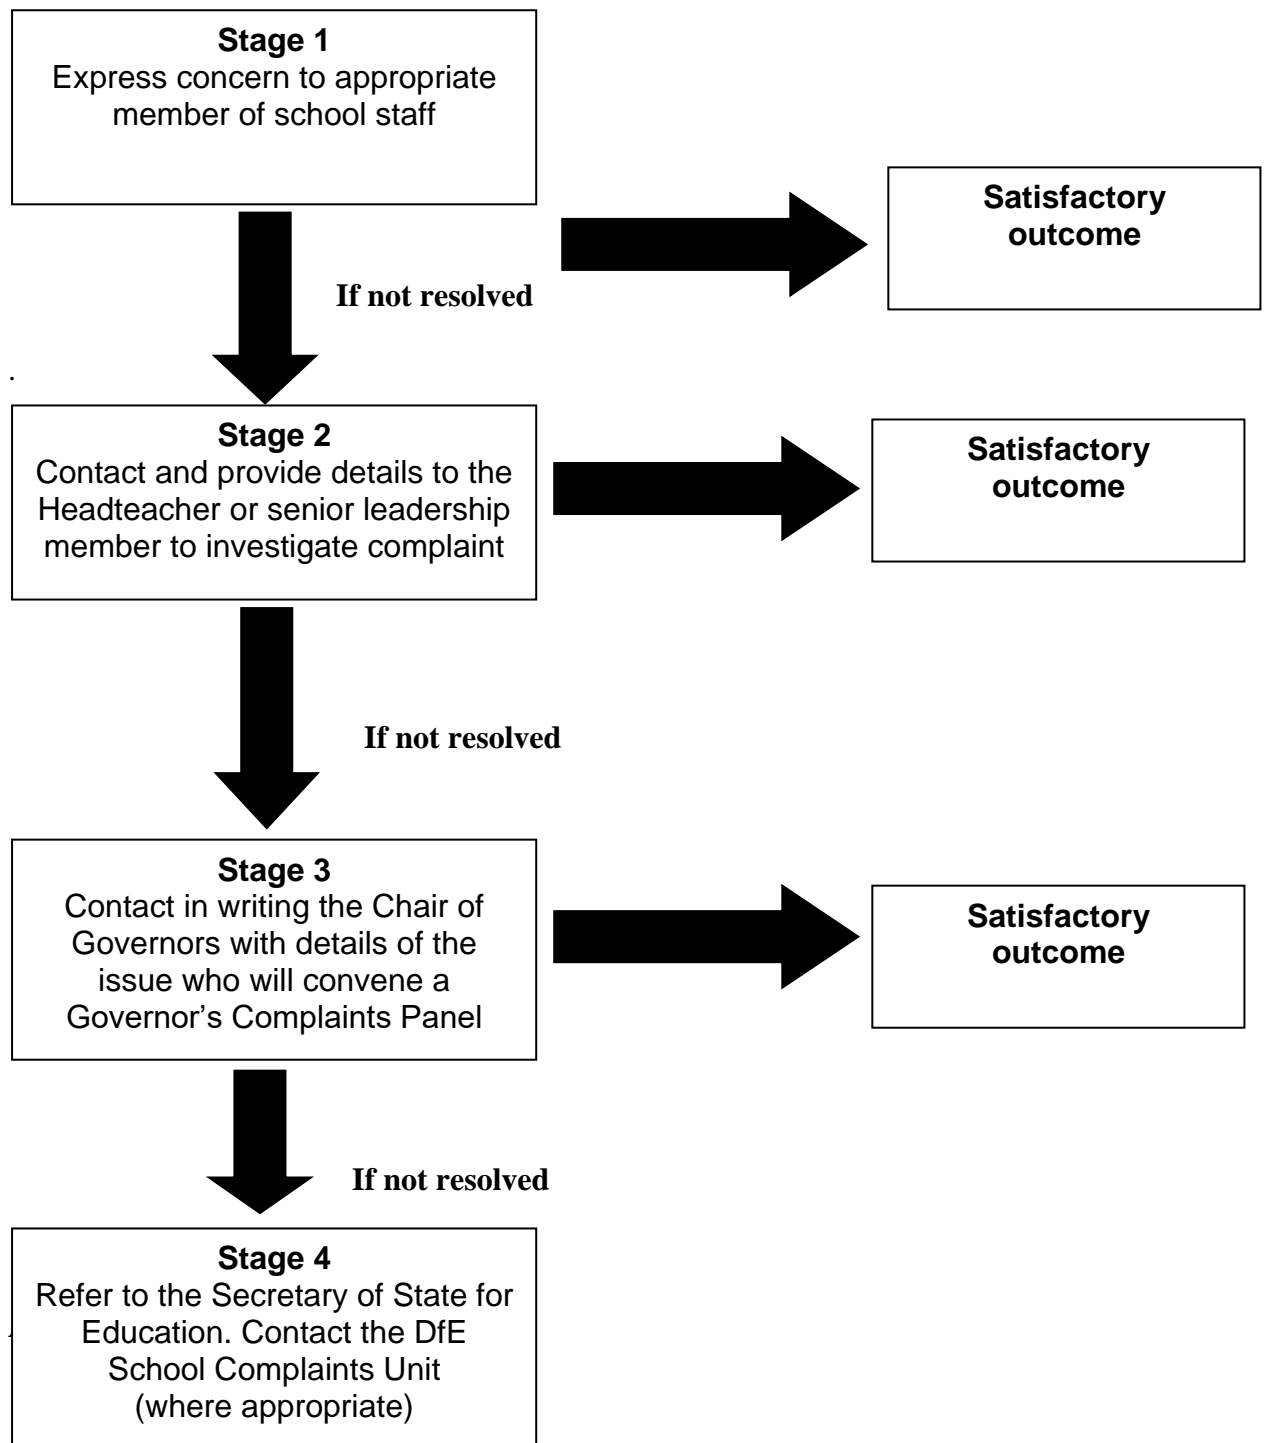 Stage 1
Express concern to appropriate
member of school staff
Satisfactory
outcome
If not resolved
.
Stage 2
Contact and provide details to the
Headteacher or senior leadership
member to investigate complaint
Satisfactory
outcome
If not resolved
Stage 3
Contact in writing the Chair of
Governors with details of the
issue who will convene a
Governor’s Complaints Panel
Satisfactory
outcome
If not resolved
Stage 4
Refer to the Secretary of State for
Education. Contact the DfE
School Complaints Unit
(where appropriate)